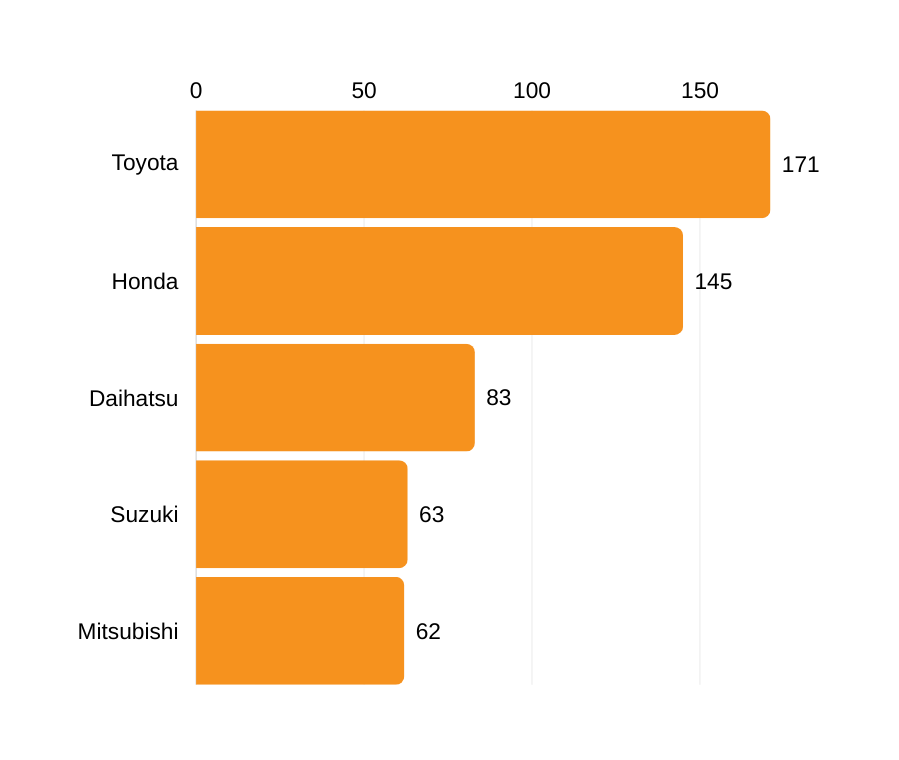 0 50 100 150
Toyota 171
Honda 145
Daihatsu 83
Suzuki 63
Mitsubishi 62